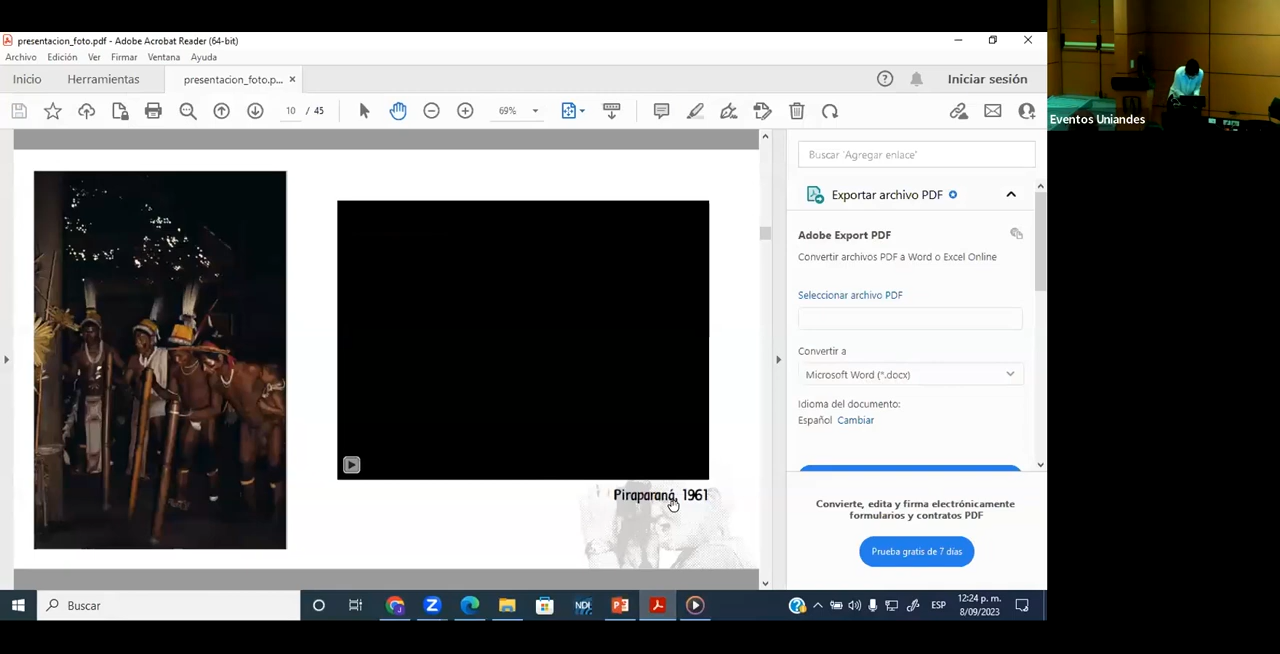 presentacion_foto.pdf - Adobe Acrobat Reader (64-bit)
Archivo Edición Ver Firmar Ventana Ayuda
Inicio Herramientas presentacion_foto.p... × Iniciar sesión
10 / 45 69%
Eventos Uniandes
Buscar 'Agregar enlace'
Exportar archivo PDF
Adobe Export PDF
Convertir archivos PDF a Word o Excel Online
Seleccionar archivo PDF
Convertir a
Microsoft Word (*.docx)
Idioma del documento:
Español Cambiar
Piraparaná, 1961
Convierte, edita y firma electrónicamente
formularios y contratos PDF
Prueba gratis de 7 días
Buscar NDI ESP 12:24 p. m.
8/09/2023